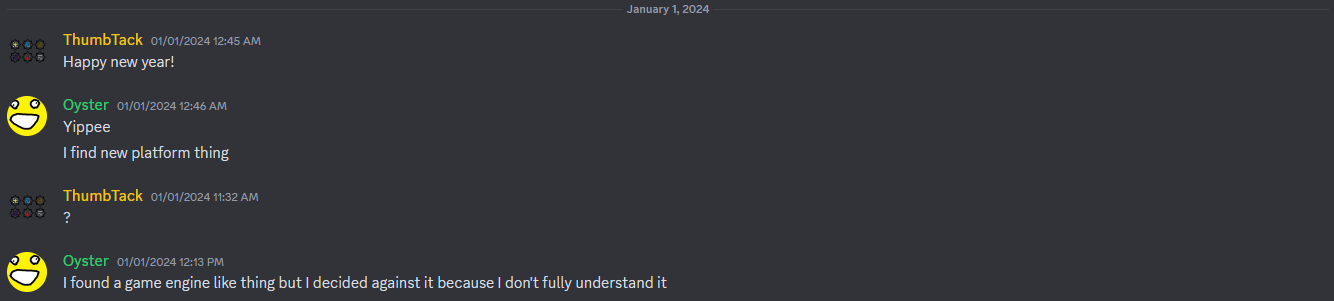 January 1, 2024
ThumbTack 01/01/2024 12:45 AM
Happy new year!
Oyster 01/01/2024 12:46 AM
Yippee
I find new platform thing
ThumbTack 01/01/2024 11:32 AM
?
Oyster 01/01/2024 12:13 PM
I found a game engine like thing but I decided against it because I don't fully understand it